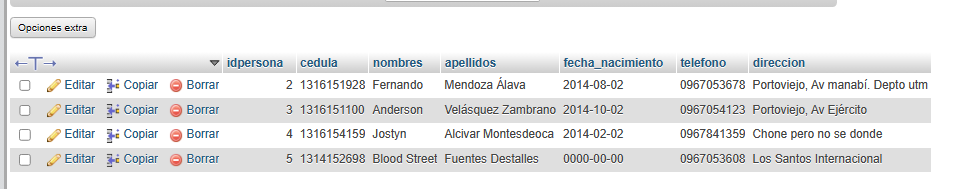 Opciones extra
idpersona cedula nombres apellidos fecha_nacimiento telefono direccion
Editar Copiar Borrar 2 1316151928 Fernando Mendoza Álava 2014-08-02 0967053678 Portoviejo, Av manabí. Depto utm
Editar Copiar Borrar 3 1316151100 Anderson Velásquez Zambrano 2014-10-02 0967054123 Portoviejo, Av Ejército
Editar Copiar Borrar 4 1316154159 Jostyn Alcivar Montesdeoca 2014-02-02 0967841359 Chone pero no se donde
Editar Copiar Borrar 5 1314152698 Blood Street Fuentes Destalles 0000-00-00 0967053608 Los Santos Internacional